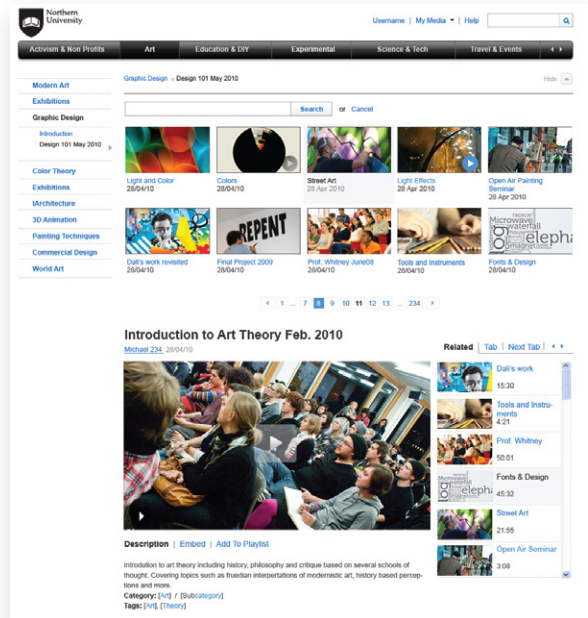 Northern
University
Username | My Media | Help
Activism & Non Profits Art Education & DIY Experimental Science & Tech Travel & Events
Modern Art
Exhibitions
Graphic Design
Introduction
Design 101 May 2010
Color Theory
Exhibitions
IArchitecture
3D Animation
Painting Techniques
Commercial Design
World Art
Graphic Design » Design 101 May 2010 Hide
Search or Cancel
Light and Color
28/04/10
Colors
28/04/10
Street Art
28 Apr 2010
Light Effects
28 Apr 2010
Open Air Painting
Seminar
28 Apr 2010
REPENT
Microwave
waterfall
elepha
Dali's work revisited
28/04/10
Final Project 2009
28/04/10
Prof. Whitney June08
28/04/10
Tools and Instruments
28/04/10
Fonts & Design
28/04/10
1 ... 7 8 9 10 11 12 13 ... 234
Introduction to Art Theory Feb. 2010
Michael 234, 28/04/10
Related | Tab | Next Tab |
Dali's work
15:30
Tools and Instru-
ments
4:21
Prof. Whitney
50:01
Fonts & Design
45:32
Street Art
21:55
Open Air Seminar
3:08
Description | Embed | Add To Playlist
Introdution to art theory including history, philosophy and critique based on several schools of
thought. Covering topics such as fruedian interpertations of modernistic art, history based percep-
tions and more.
Category: [Art] / [Subcategory]
Tags: [Art], [Theory]